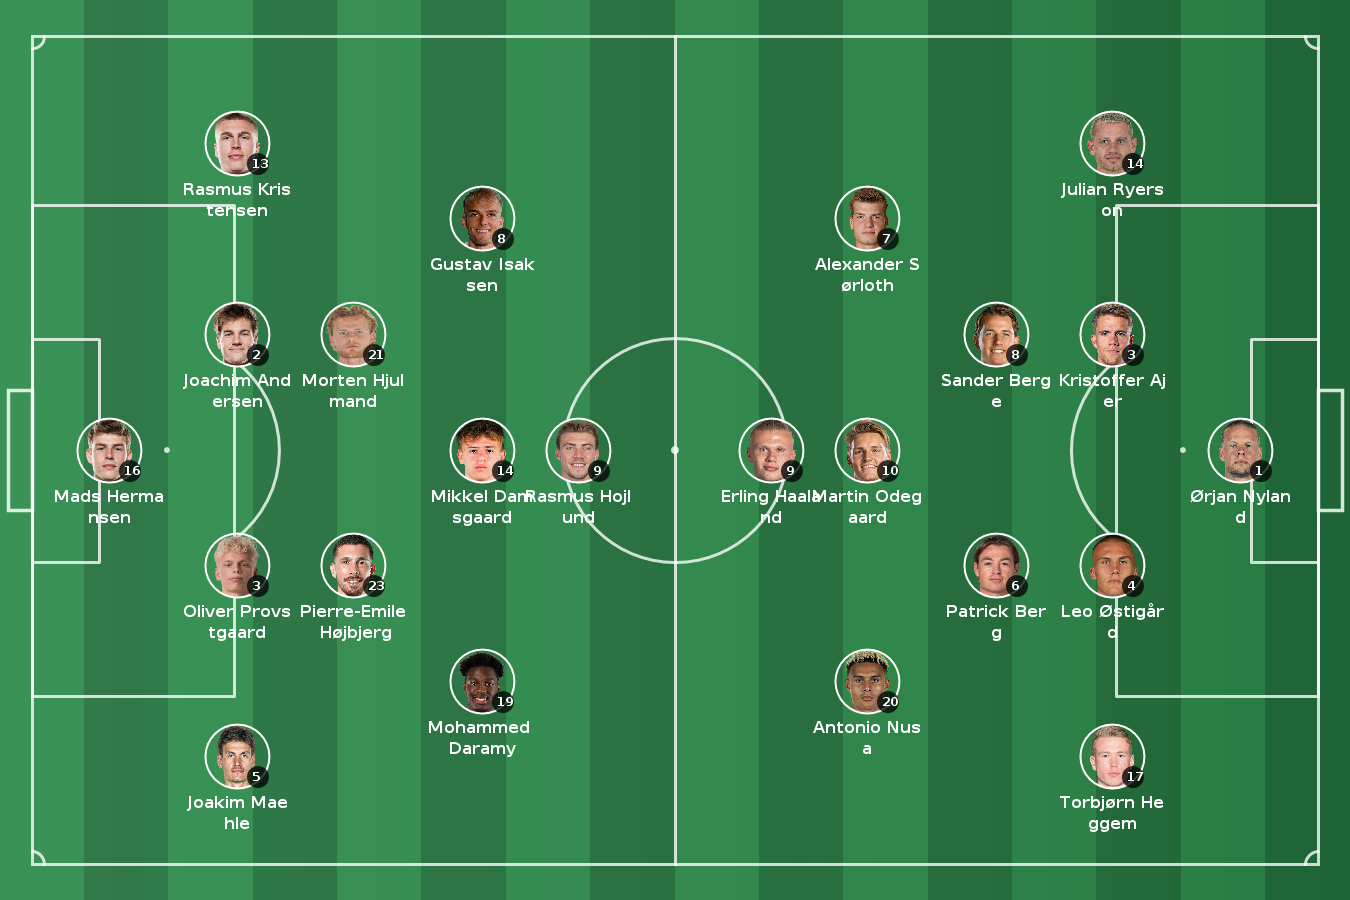 13
Rasmus Kris
tensen
14
Julian Ryers
on
8
Gustav Isak
sen
7
Alexander S
ørloth
2
Joachim And
ersen
21
Morten Hjul
mand
8
Sander Berg
e
3
Kristoffer Aj
er
16
Mads Herma
nsen
14
Mikkel Dam
sgaard
9
Rasmus Hojl
und
9
Erling Haala
nd
10
Martin Odeg
aard
1
Ørjan Nylan
d
3
Oliver Provs
tgaard
23
Pierre-Emile
Højbjerg
6
Patrick Ber
g
4
Leo Østigår
d
19
Mohammed
Daramy
20
Antonio Nus
a
5
Joakim Mae
hle
17
Torbjørn He
ggem